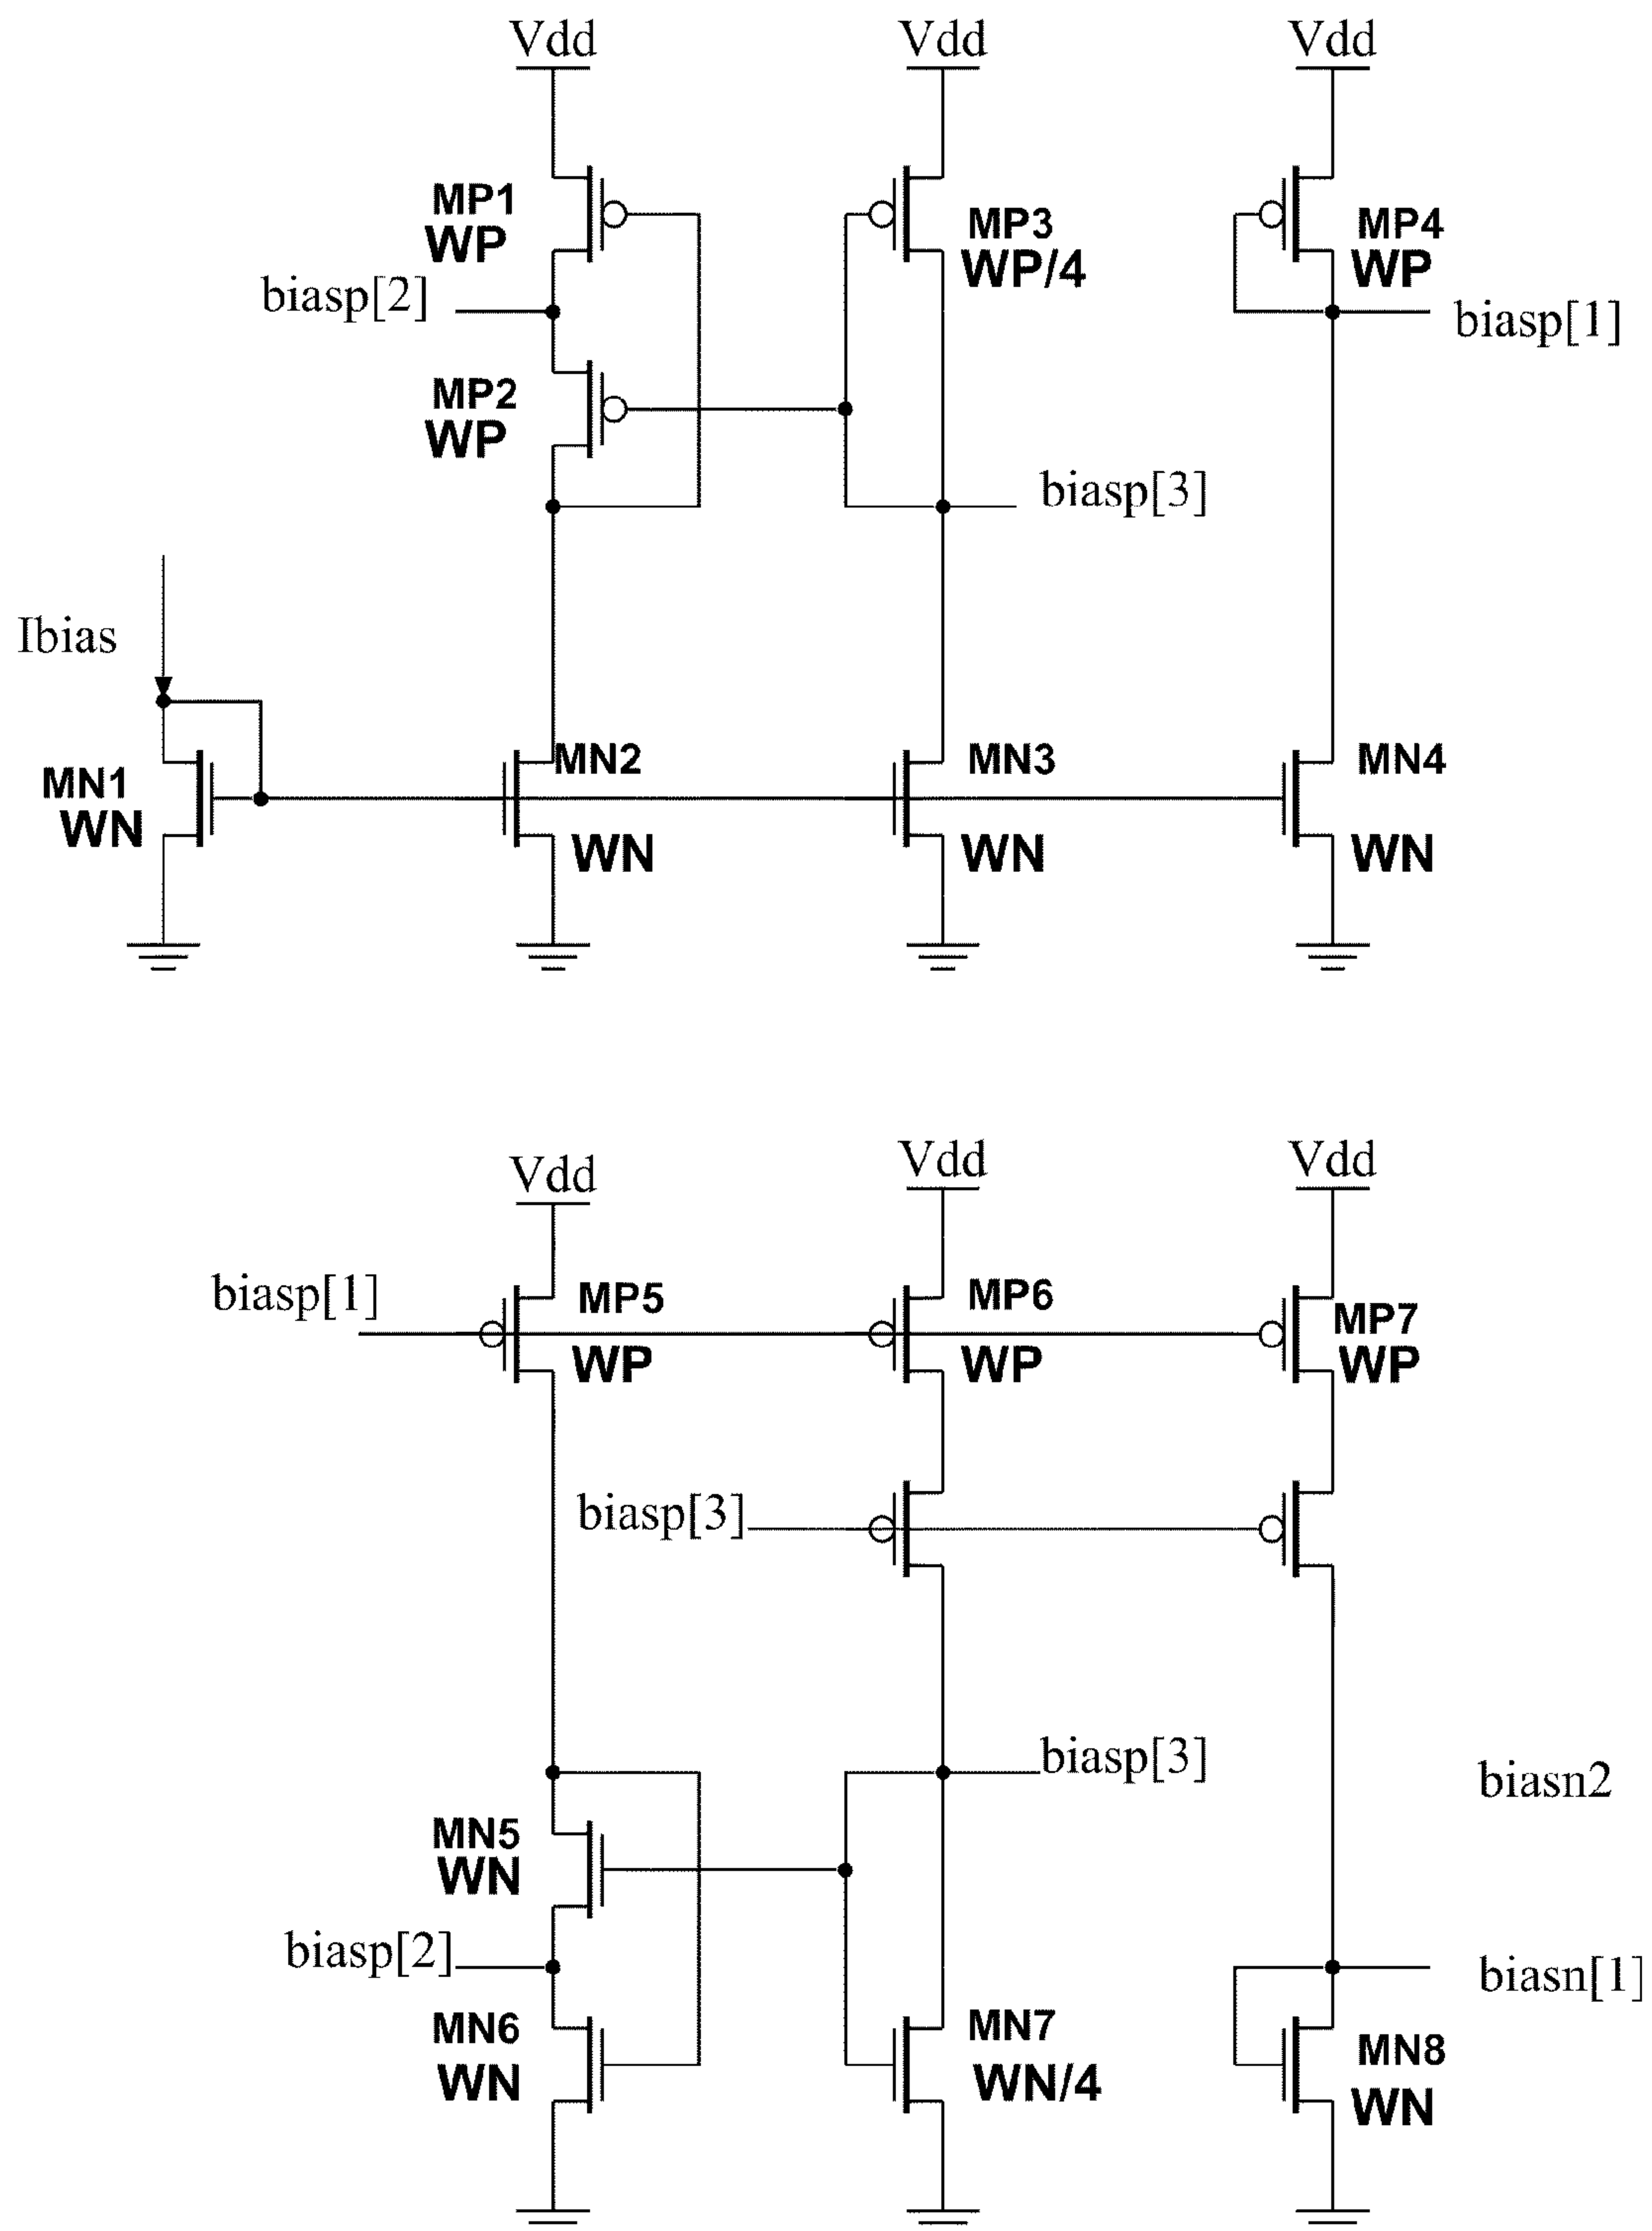 Vdd
Vdd
Vdd
MP1
WP
MP3
WP/4
MP4
WP
biasp[2]
biasp[1]
MP2
WP
biasp[3]
Ibias
MN1
WN
MN2
WN
MN3
WN
MN4
WN
Vdd
Vdd
Vdd
biasp[1]
MP5
WP
MP6
WP
MP7
WP
biasp[3]
biasp[3]
biasn2
MN5
WN
biasp[2]
biasn[1]
MN6
WN
MN7
WN/4
MN8
WN